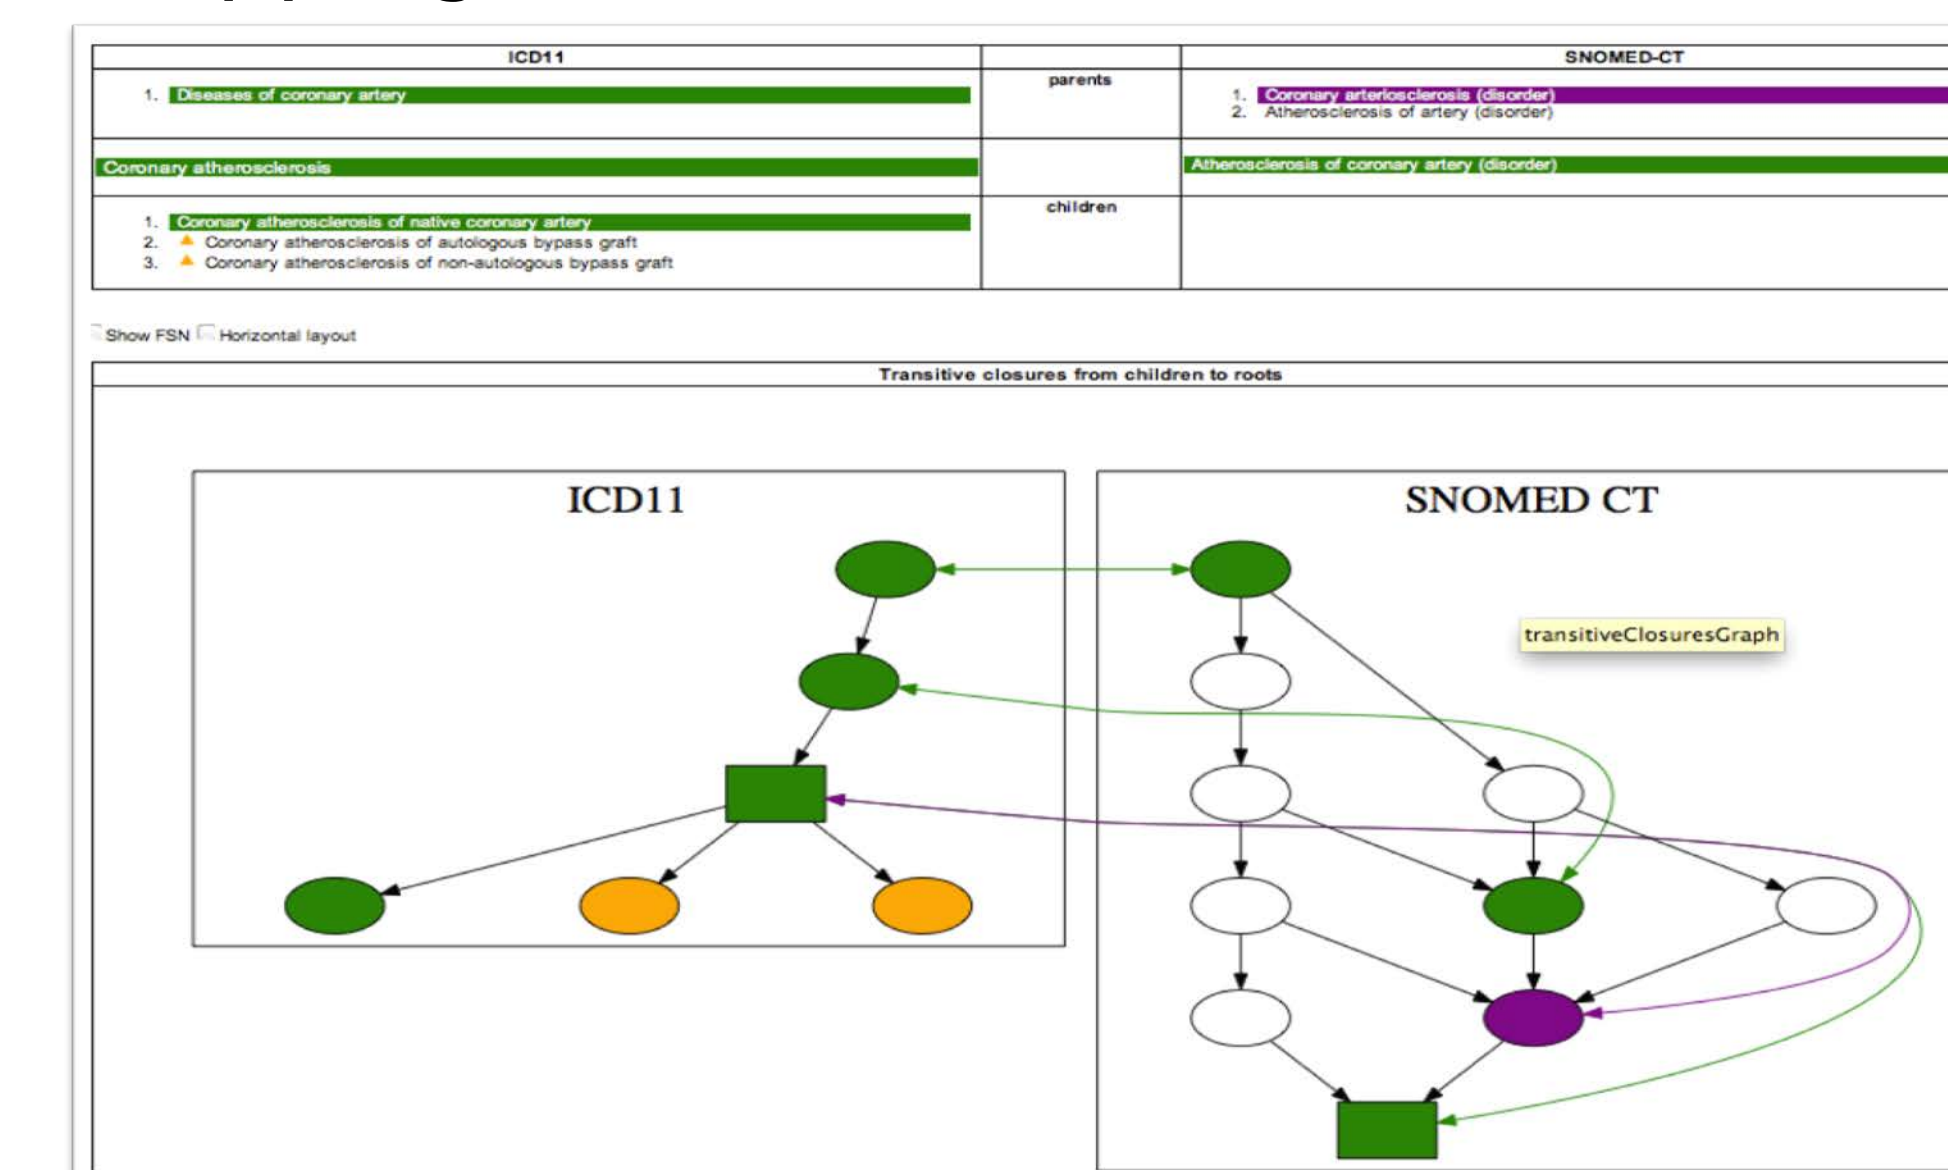 ICD11
SNOMED-CT
parents
1. Diseases of coronary artery
1. Coronary arteriosclerosis (disorder)
2. Atherosclerosis of artery (disorder)
Coronary atherosclerosis
Atherosclerosis of coronary artery (disorder)
children
1. Coronary atherosclerosis of native coronary artery
2. Coronary atherosclerosis of autologous bypass graft
3. Coronary atherosclerosis of non-autologous bypass graft
Show FSN Horizontal layout
Transitive closures from children to roots
ICD11
SNOMED CT
transitiveClosuresGraph